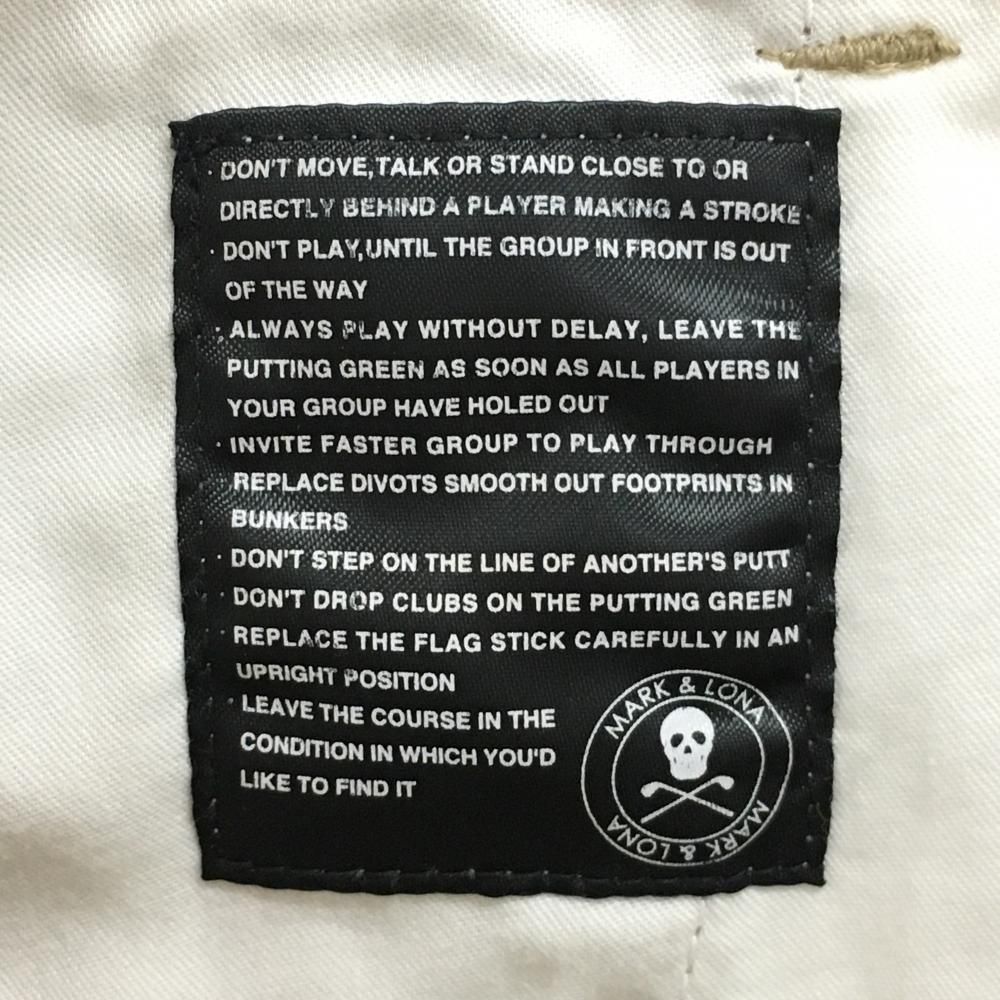 · DON'T MOVE,TALK OR STAND CLOSE TO OR
DIRECTLY BEHIND A PLAYER MAKING A STROKE
· DON'T PLAY,UNTIL THE GROUP IN FRONT IS OUT
OF THE WAY
· ALWAYS PLAY WITHOUT DELAY, LEAVE THE
PUTTING GREEN AS SOON AS ALL PLAYERS IN
YOUR GROUP HAVE HOLED OUT
· INVITE FASTER GROUP TO PLAY THROUGH
REPLACE DIVOTS SMOOTH OUT FOOTPRINTS IN
BUNKERS
· DON'T STEP ON THE LINE OF ANOTHER'S PUTT
· DON'T DROP CLUBS ON THE PUTTING GREEN
· REPLACE THE FLAG STICK CAREFULLY IN AN
UPRIGHT POSITION
· LEAVE THE COURSE IN THE
CONDITION IN WHICH YOU'D
LIKE TO FIND IT
MARK & LONA
MARK & LONA